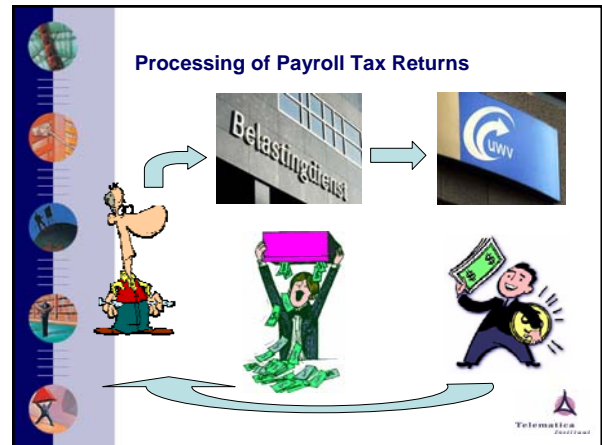 Processing of Payroll Tax Returns
Belastingdienst
uwv
$
$
Telematica
Instituut